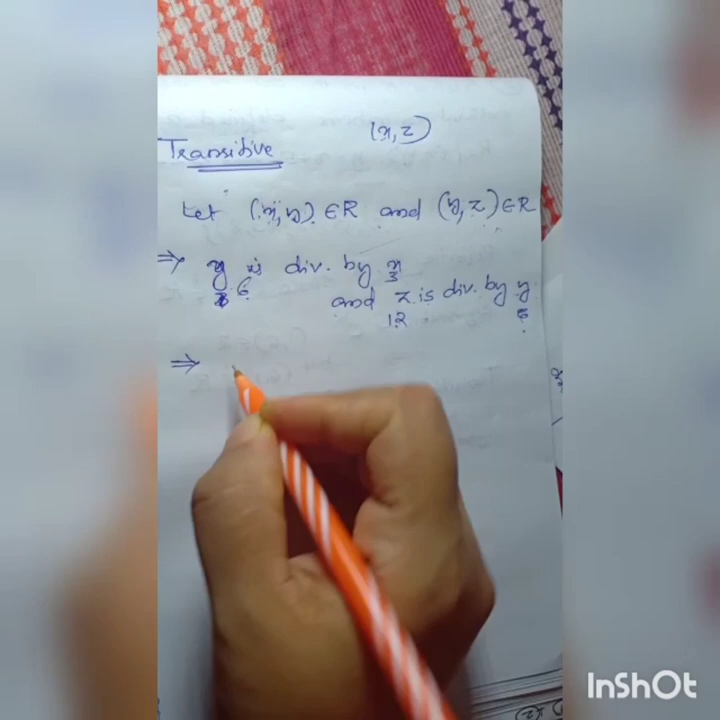 (x, z)
Transitive
Let (x, y) ∈ R and (y, z) ∈ R
⇒ y is div. by x
6 3
and z is div. by y
12 6
⇒
InShOt